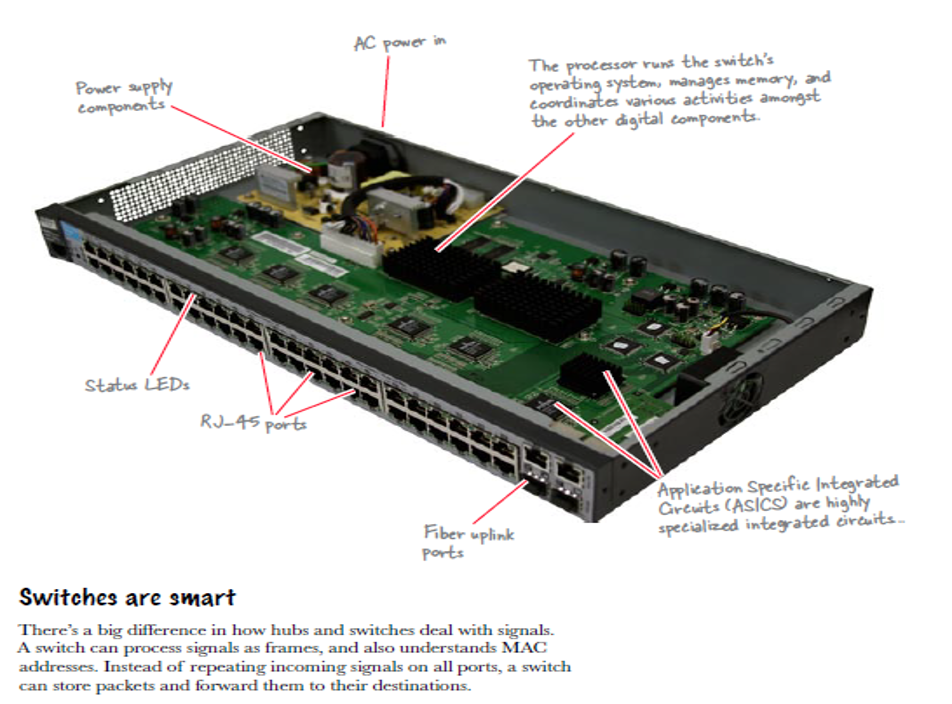 AC power in
Power supply
components
The processor runs the switch's
operating system, manages memory, and
coordinates various activities amongst
the other digital components.
Status LEDs
RJ-45 ports
Application Specific Integrated
Circuits (ASICS) are highly
specialized integrated circuits...
Fiber uplink
ports
Switches are smart
There's a big difference in how hubs and switches deal with signals.
A switch can process signals as frames, and also understands MAC
addresses. Instead of repeating incoming signals on all ports, a switch
can store packets and forward them to their destinations.